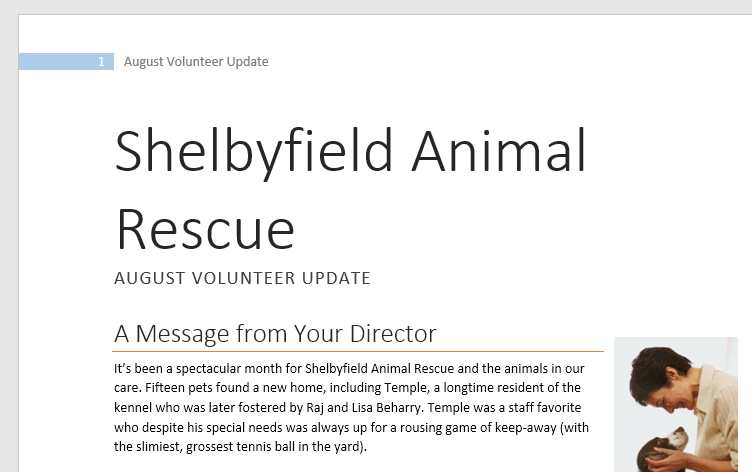 1 August Volunteer Update
Shelbyfield Animal
Rescue
AUGUST VOLUNTEER UPDATE
A Message from Your Director
It’s been a spectacular month for Shelbyfield Animal Rescue and the animals in our
care. Fifteen pets found a new home, including Temple, a longtime resident of the
kennel who was later fostered by Raj and Lisa Beharry. Temple was a staff favorite
who despite his special needs was always up for a rousing game of keep-away (with
the slimiest, grossest tennis ball in the yard).